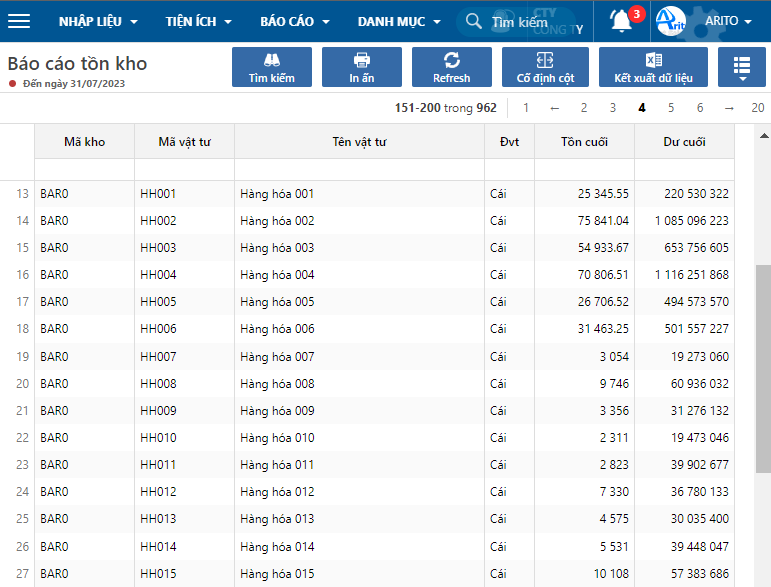 NHẬP LIỆU TIỆN ÍCH BÁO CÁO DANH MỤC Tìm kiếm 3 ARITO
Báo cáo tồn kho
Đến ngày 31/07/2023
Tìm kiếm In ấn Refresh Cố định cột Kết xuất dữ liệu
151-200 trong 962 1 ← 2 3 4 5 6 → 20
Mã kho Mã vật tư Tên vật tư Đvt Tồn cuối Dư cuối
13 BAR0 HH001 Hàng hóa 001 Cái 25 345.55 220 530 322
14 BAR0 HH002 Hàng hóa 002 Cái 75 841.04 1 085 096 223
15 BAR0 HH003 Hàng hóa 003 Cái 54 933.67 653 756 605
16 BAR0 HH004 Hàng hóa 004 Cái 70 806.51 1 116 251 868
17 BAR0 HH005 Hàng hóa 005 Cái 26 706.52 494 573 570
18 BAR0 HH006 Hàng hóa 006 Cái 31 463.25 501 557 227
19 BAR0 HH007 Hàng hóa 007 Cái 3 054 19 273 060
20 BAR0 HH008 Hàng hóa 008 Cái 9 746 60 936 032
21 BAR0 HH009 Hàng hóa 009 Cái 3 356 31 276 132
22 BAR0 HH010 Hàng hóa 010 Cái 2 311 19 473 046
23 BAR0 HH011 Hàng hóa 011 Cái 2 823 39 902 677
24 BAR0 HH012 Hàng hóa 012 Cái 7 330 36 780 133
25 BAR0 HH013 Hàng hóa 013 Cái 4 575 30 035 400
26 BAR0 HH014 Hàng hóa 014 Cái 5 531 39 448 047
27 BAR0 HH015 Hàng hóa 015 Cái 10 108 57 383 686